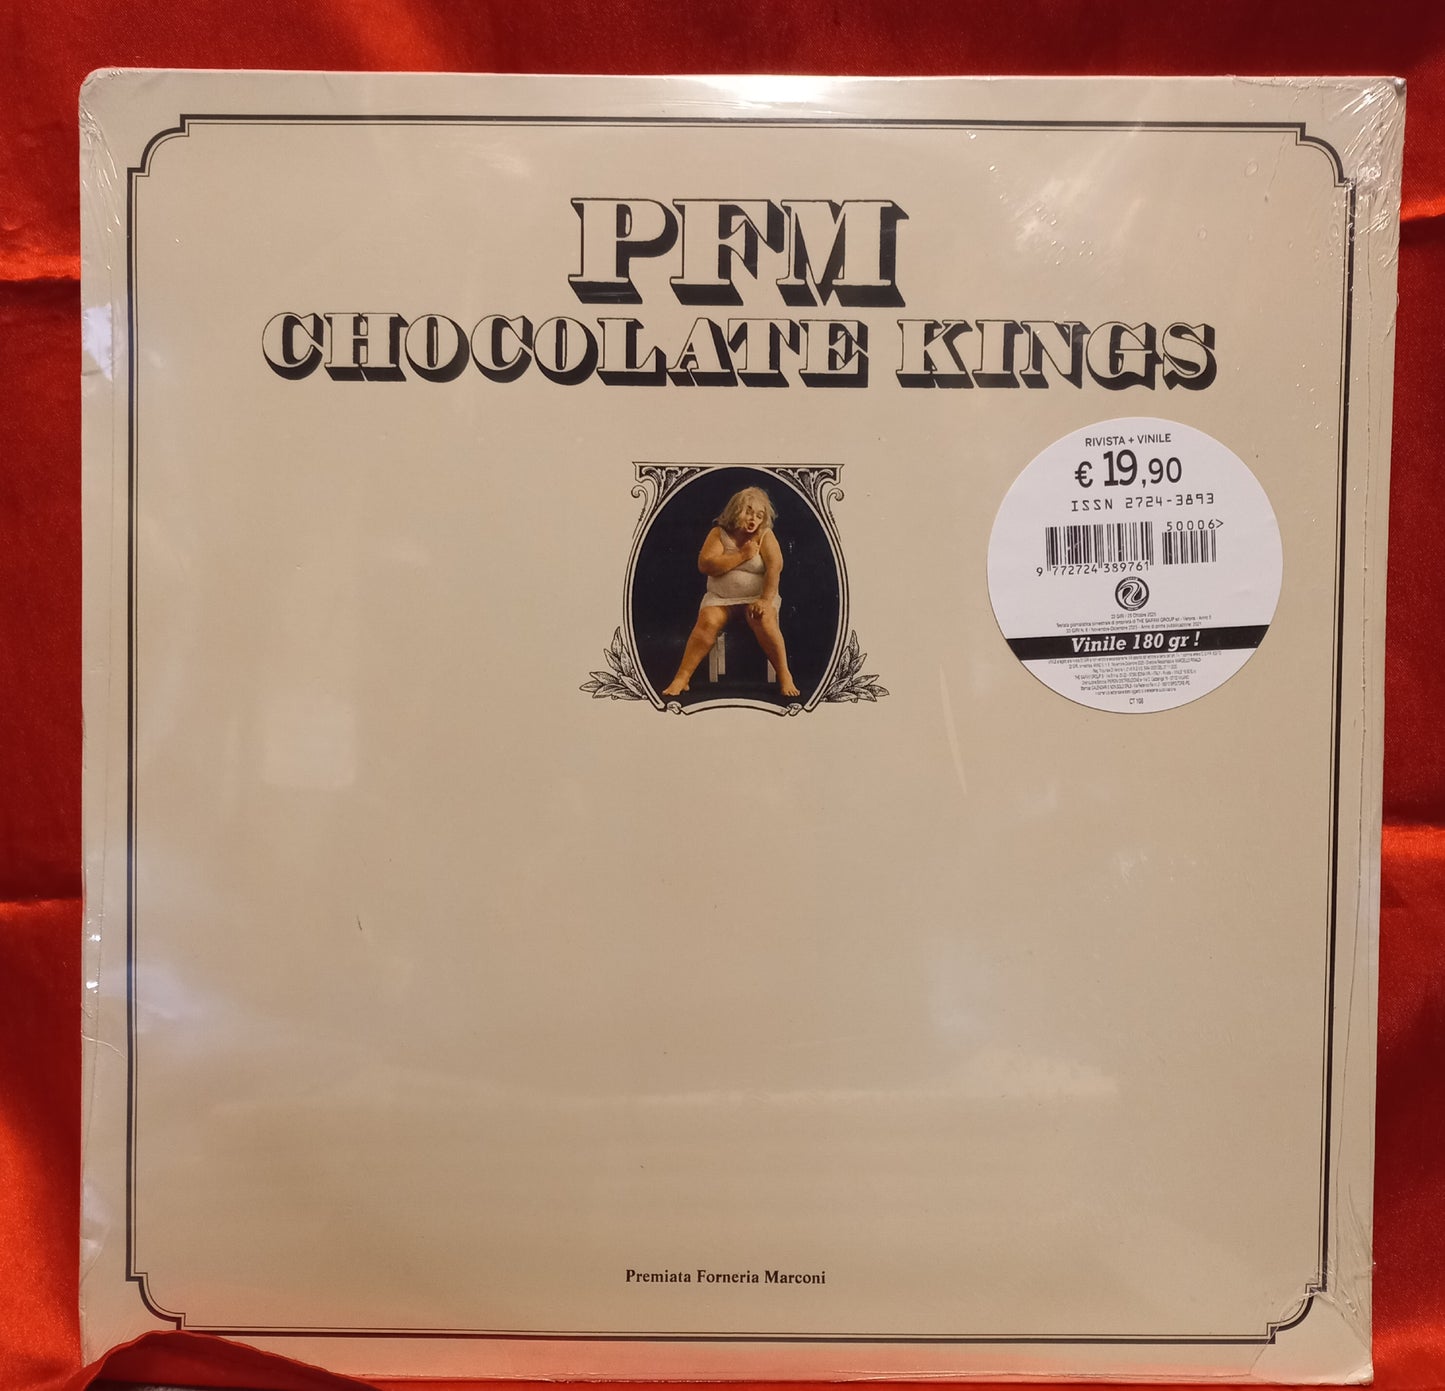 PFM
CHOCOLATE KINGS
RIVISTA + VINILE
€ 19,90
ISSN 2724-3893
50006>
9 772724 389761
Vinile 180 gr !
CT 108
Premiata Forneria Marconi